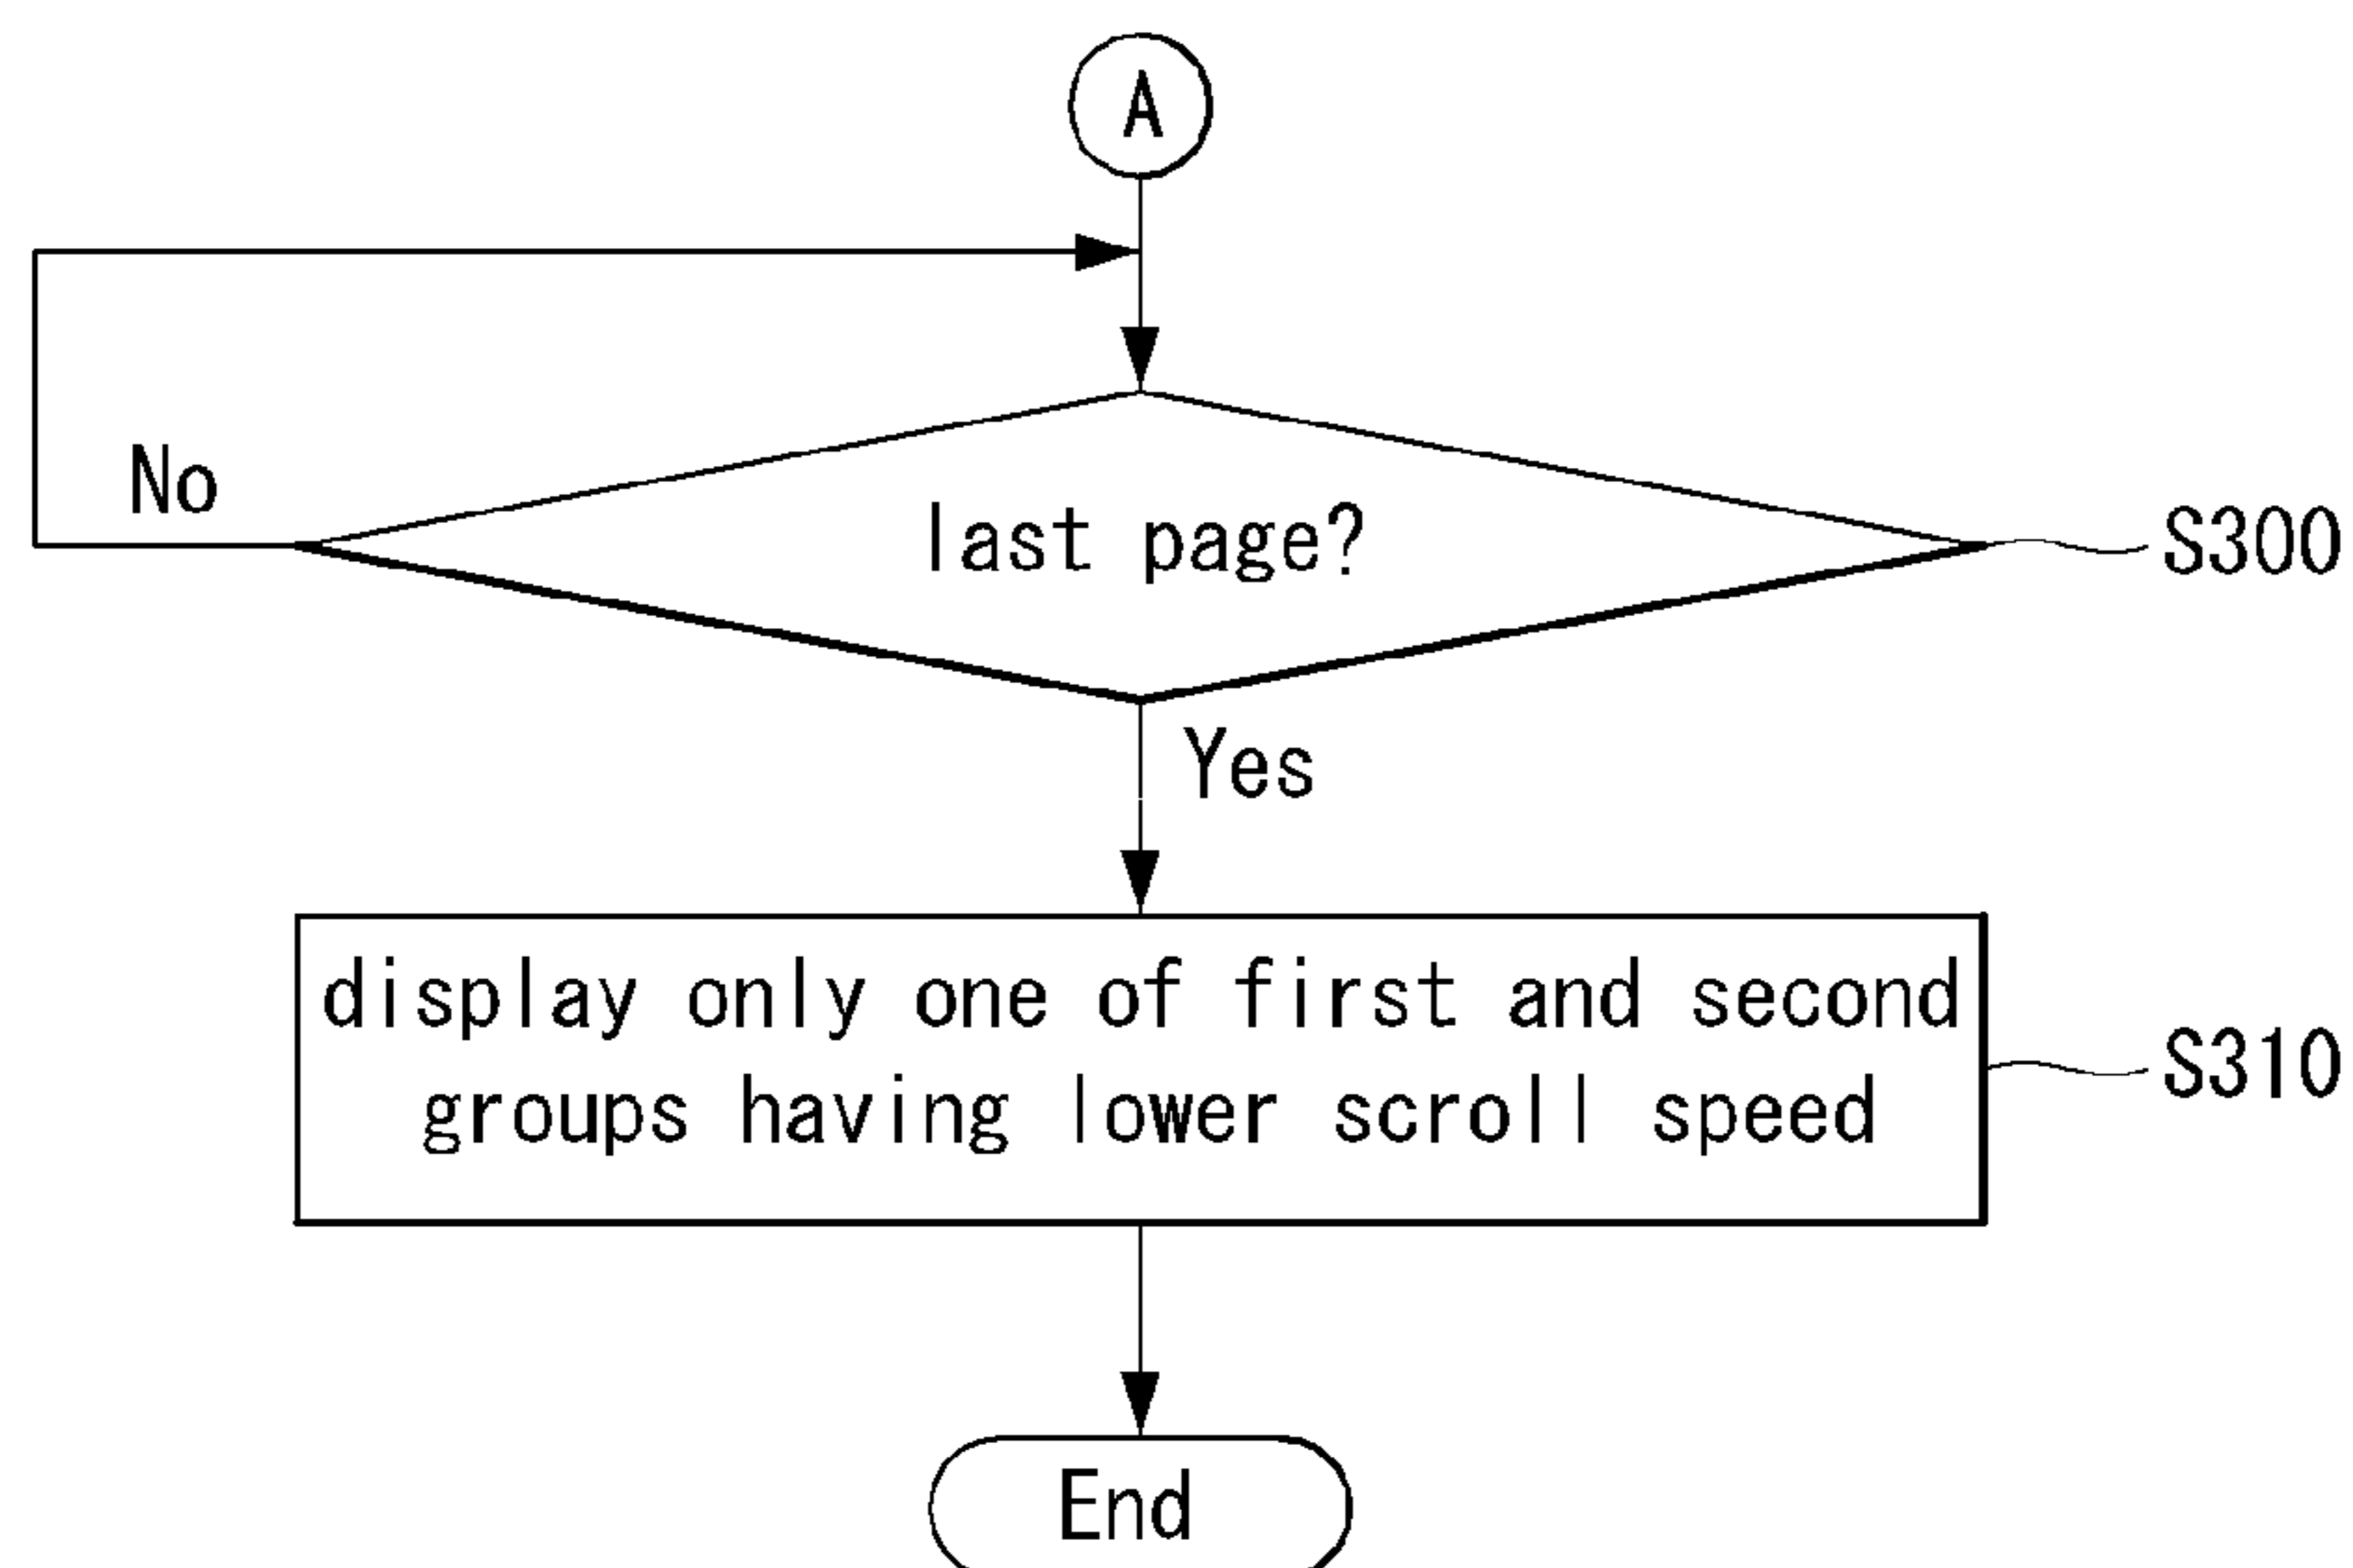 A
No
last page?
S300
Yes
display only one of first and second
groups having lower scroll speed
S310
End